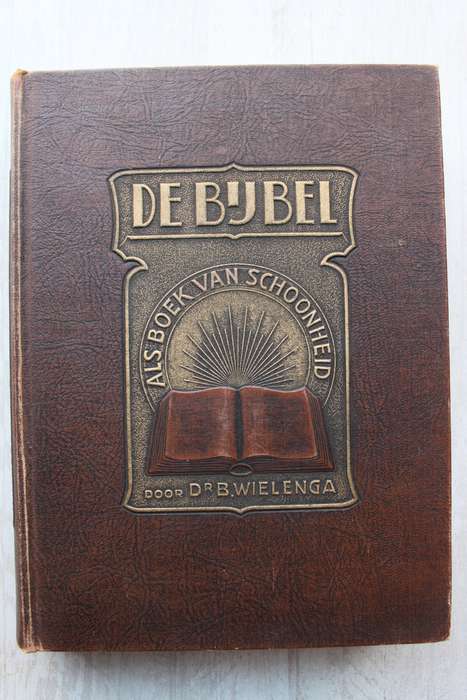 DE BIJBEL
ALS BOEK VAN SCHOONHEID
DOOR DR B. WIELENGA